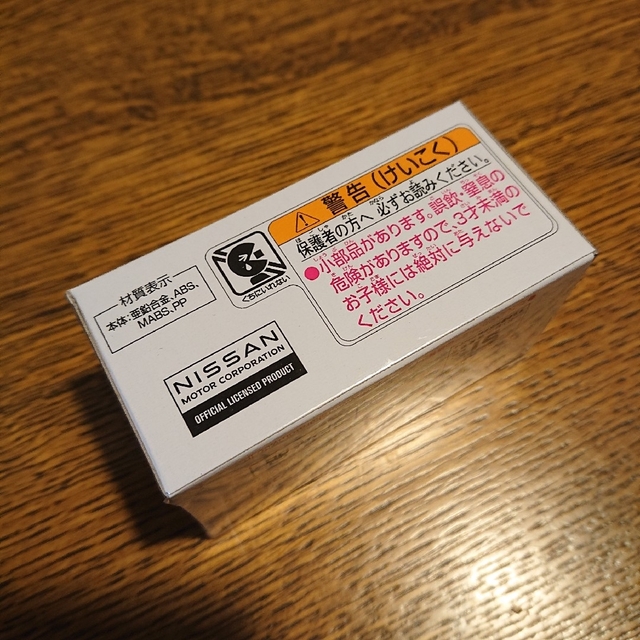 警告(けいこく)
保護者の方へ 必ずお読みください。
●小部品があります。誤飲・窒息の
危険がありますので、3才未満の
お子様には絶対に与えないで
ください。
くちにいれない
材質表示
本体:亜鉛合金、ABS、
MABS、PP
NISSAN
MOTOR CORPORATION
OFFICIAL LICENSED PRODUCT